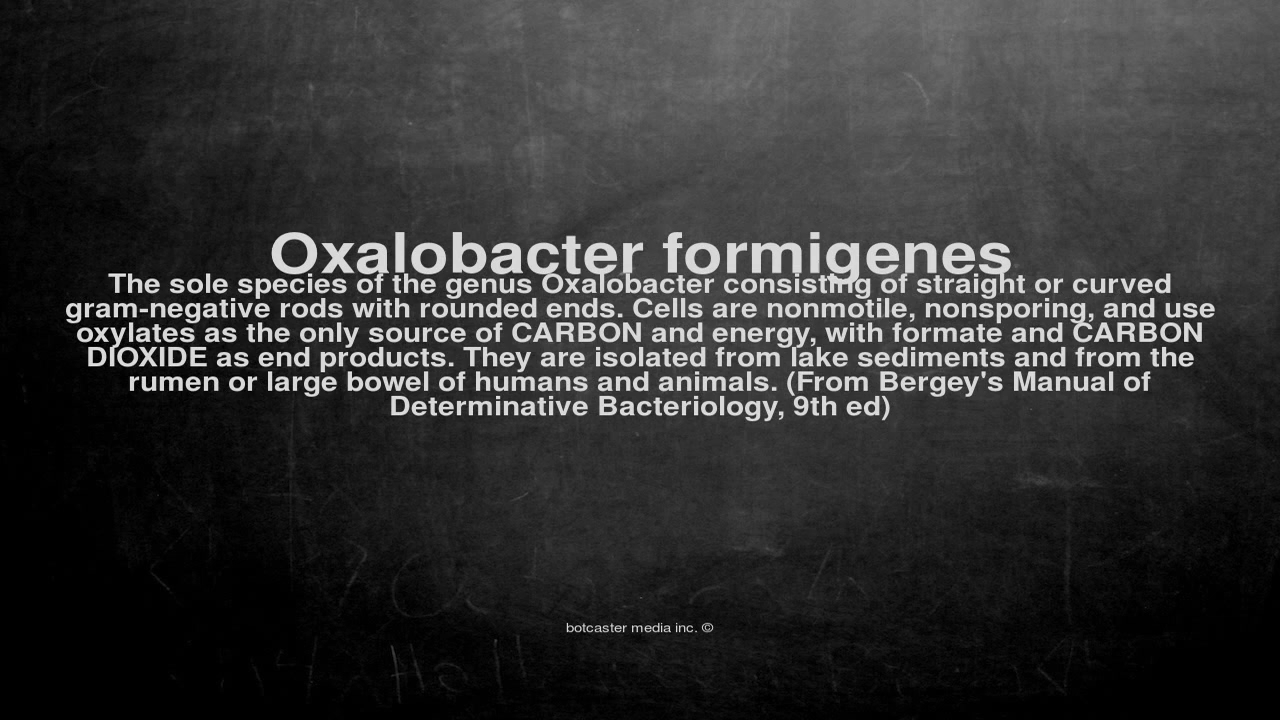 Oxalobacter formigenes
The sole species of the genus Oxalobacter consisting of straight or curved
gram-negative rods with rounded ends. Cells are nonmotile, nonsporing, and use
oxylates as the only source of CARBON and energy, with formate and CARBON
DIOXIDE as end products. They are isolated from lake sediments and from the
rumen or large bowel of humans and animals. (From Bergey's Manual of
Determinative Bacteriology, 9th ed)
botcaster media inc. ©